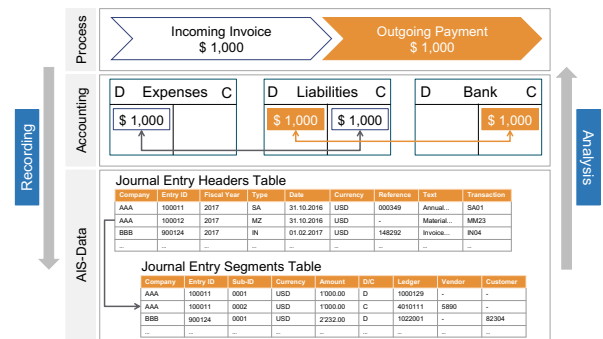 Process
Incoming Invoice
$ 1,000
Outgoing Payment
$ 1,000
Recording
Accounting
D Expenses C
$ 1,000
D Liabilities C
$ 1,000 $ 1,000
D Bank C
$ 1,000
Analysis
AIS-Data
Journal Entry Headers Table
Company Entry ID Fiscal Year Type Date Currency Reference Text Transaction
AAA 100011 2017 SA 31.10.2016 USD 000349 Annual... SA01
AAA 100012 2017 MZ 31.10.2016 USD - Material... MM23
BBB 900124 2017 IN 01.02.2017 USD 148292 Invoice... IN04
... ... ... ... ... ... ... ... ...
Journal Entry Segments Table
Company Entry ID Sub-ID Currency Amount D/C Ledger Vendor Customer
AAA 100011 0001 USD 1'000.00 D 1000129 - -
AAA 100011 0002 USD 1'000.00 C 4010111 5890 -
BBB 900124 0001 USD 2'232.00 D 1022001 - 82304
... ... ... ... ... ... ... ... ...